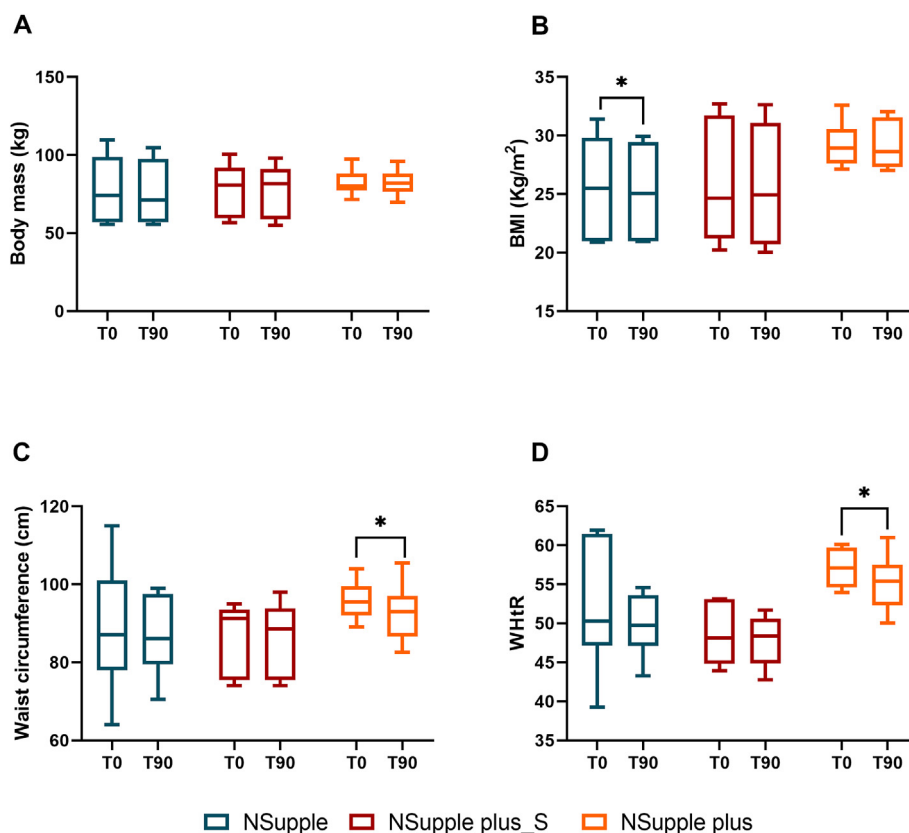 A
B
Body mass (kg)
150
100
50
0
T0 T90 T0 T90 T0 T90
BMI (Kg/m²)
35
30
25
20
15
*
T0 T90 T0 T90 T0 T90
C
D
Waist circumference (cm)
120
100
80
60
*
T0 T90 T0 T90 T0 T90
WHtR
65
60
55
50
45
40
35
*
T0 T90 T0 T90 T0 T90
NSupple NSupple plus_S NSupple plus